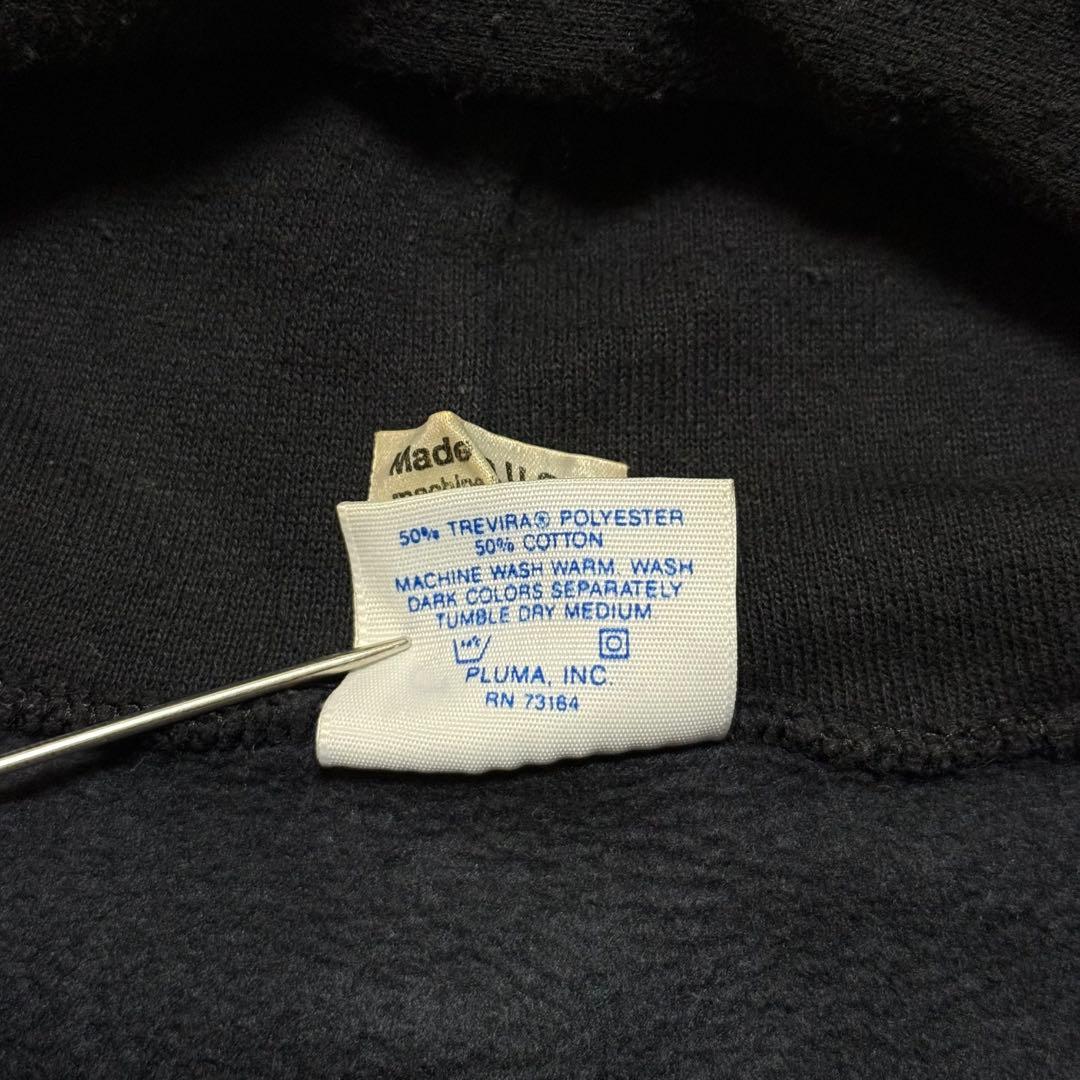 Made
machine
50% TREVIRA® POLYESTER
50% COTTON
MACHINE WASH WARM, WASH
DARK COLORS SEPARATELY
TUMBLE DRY MEDIUM
PLUMA, INC.
RN 73164